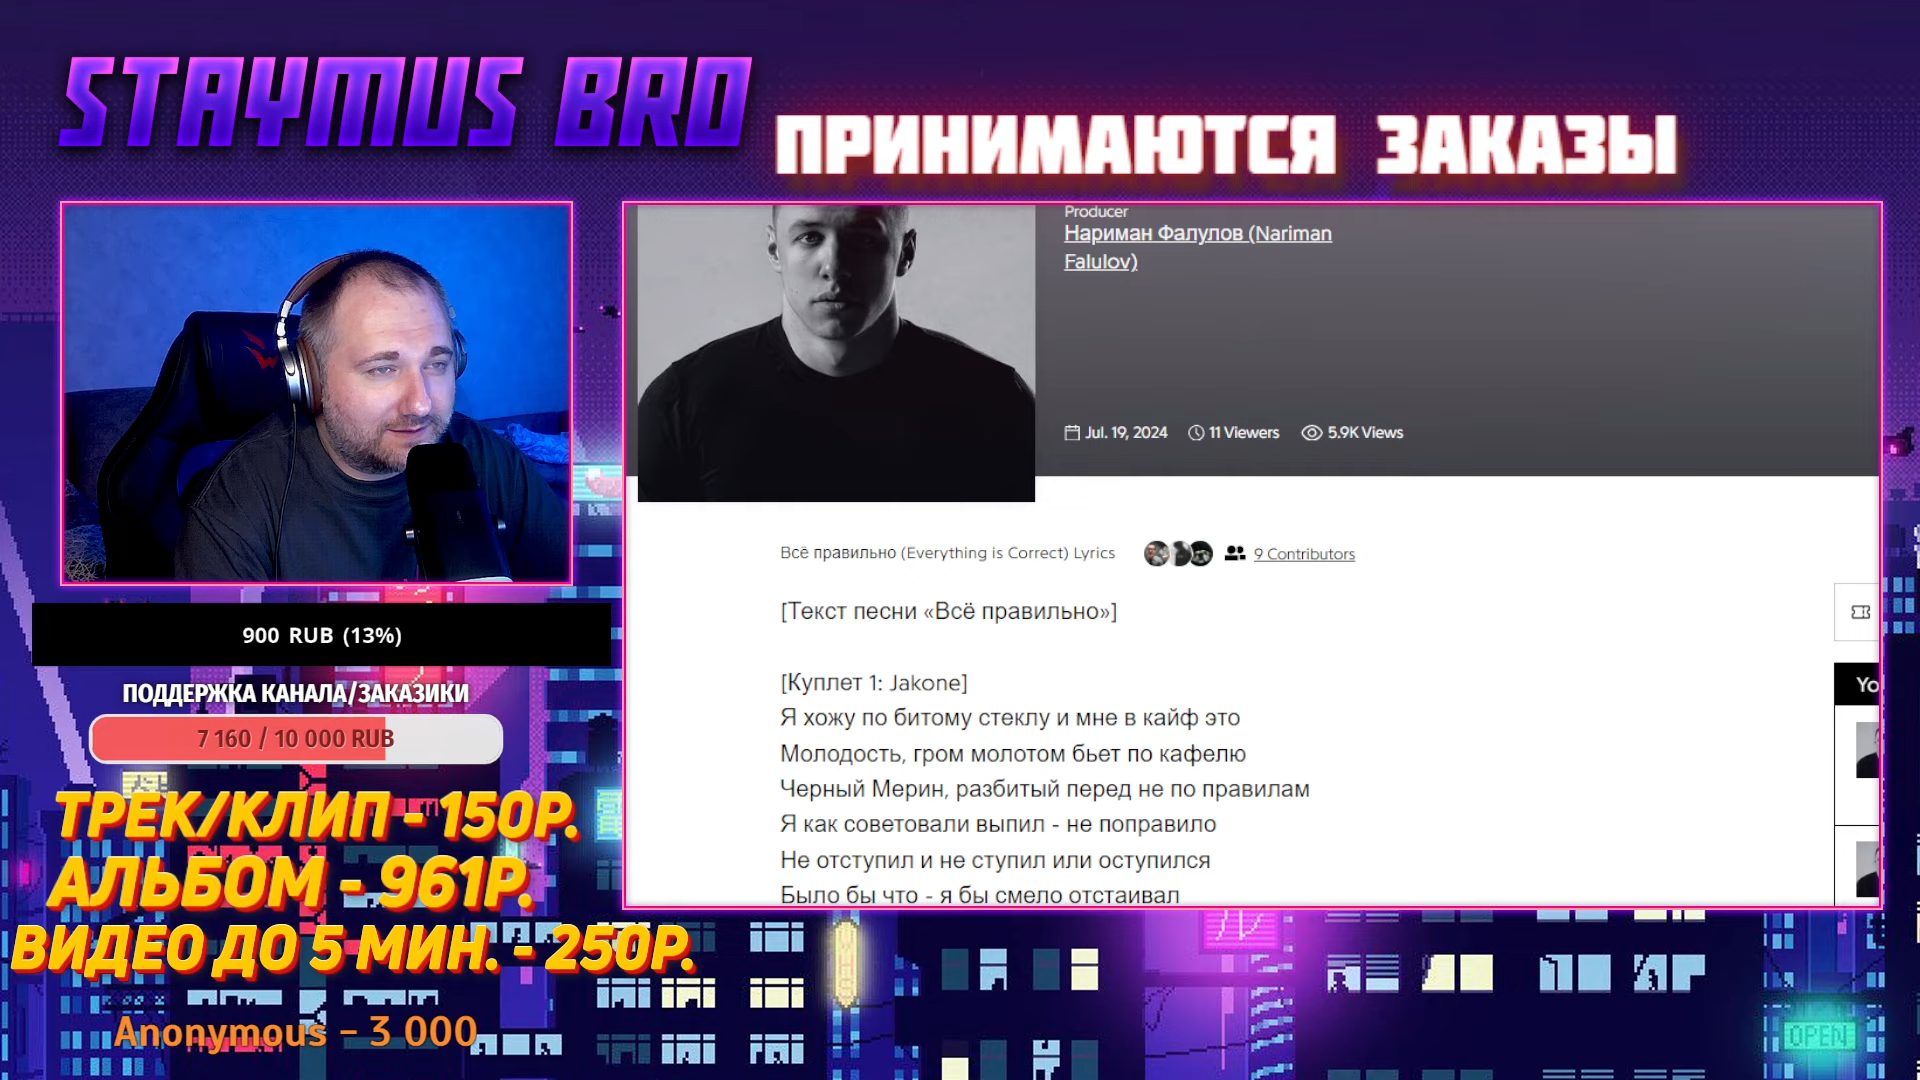 STAYMUS BRO
ПРИНИМАЮТСЯ ЗАКАЗЫ
Producer
Нариман Фалулов (Nariman
Falulov)
Jul. 19, 2024 11 Viewers 5.9K Views
Всё правильно (Everything is Correct) Lyrics 9 Contributors
[Текст песни «Всё правильно»]
[Куплет 1: Jakone]
Я хожу по битому стеклу и мне в кайф это
Молодость, гром молотом бьет по кафелю
Черный Мерин, разбитый перед не по правилам
Я как советовали выпил - не поправило
Не отступил и не ступил или оступился
Было бы что - я бы смело отстаивал
Yo
900 RUB (13%)
ПОДДЕРЖКА КАНАЛА/ЗАКАЗИКИ
7 160 / 10 000 RUB
ТРЕК/КЛИП - 150Р.
АЛЬБОМ - 961Р.
ВИДЕО ДО 5 МИН. - 250Р.
Anonymous – 3 000
OPEN